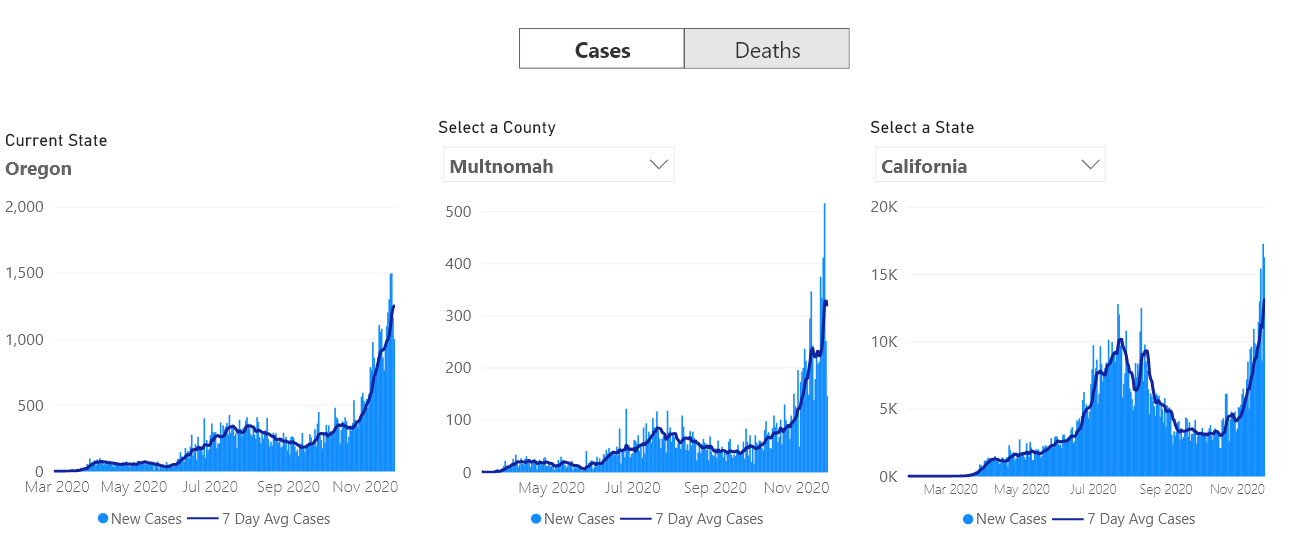 Cases Deaths
Current State
Oregon
2,000
1,500
1,000
500
0
Mar 2020 May 2020 Jul 2020 Sep 2020 Nov 2020
New Cases 7 Day Avg Cases
Select a County
Multnomah
500
400
300
200
100
0
May 2020 Jul 2020 Sep 2020 Nov 2020
New Cases 7 Day Avg Cases
Select a State
California
20K
15K
10K
5K
0K
Mar 2020 May 2020 Jul 2020 Sep 2020 Nov 2020
New Cases 7 Day Avg Cases